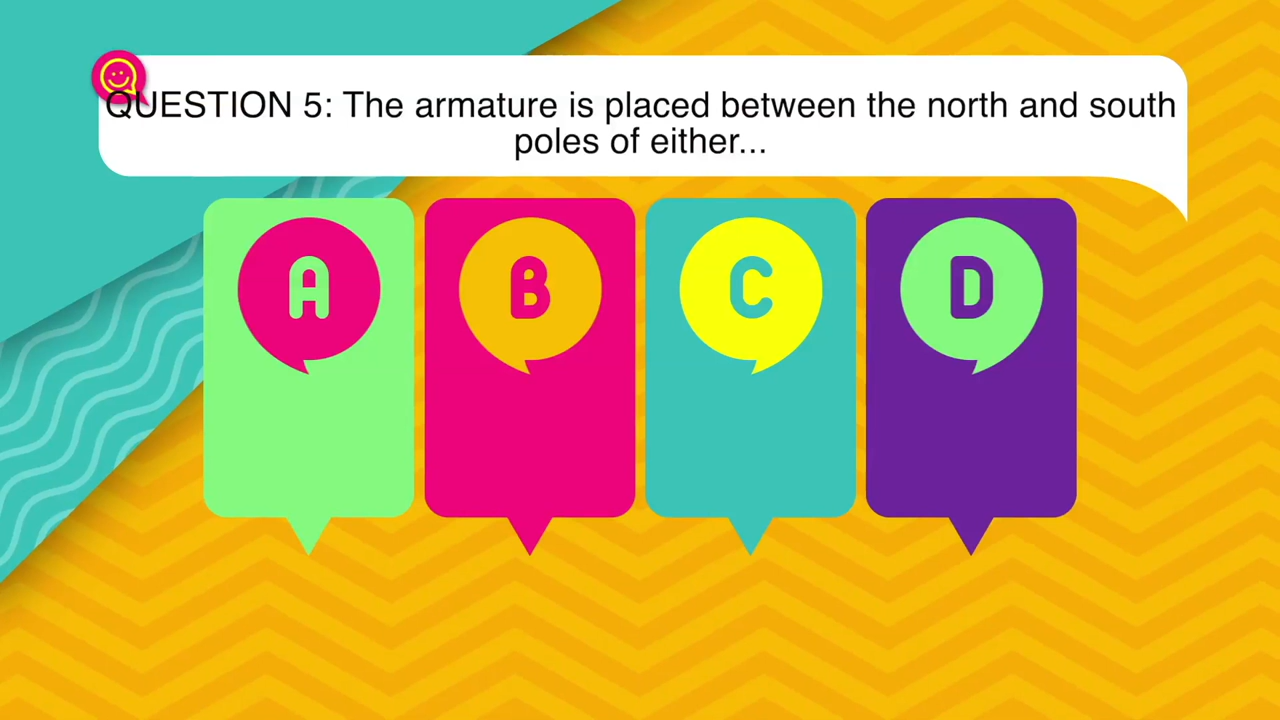 QUESTION 5: The armature is placed between the north and south
poles of either...
A
B
C
D